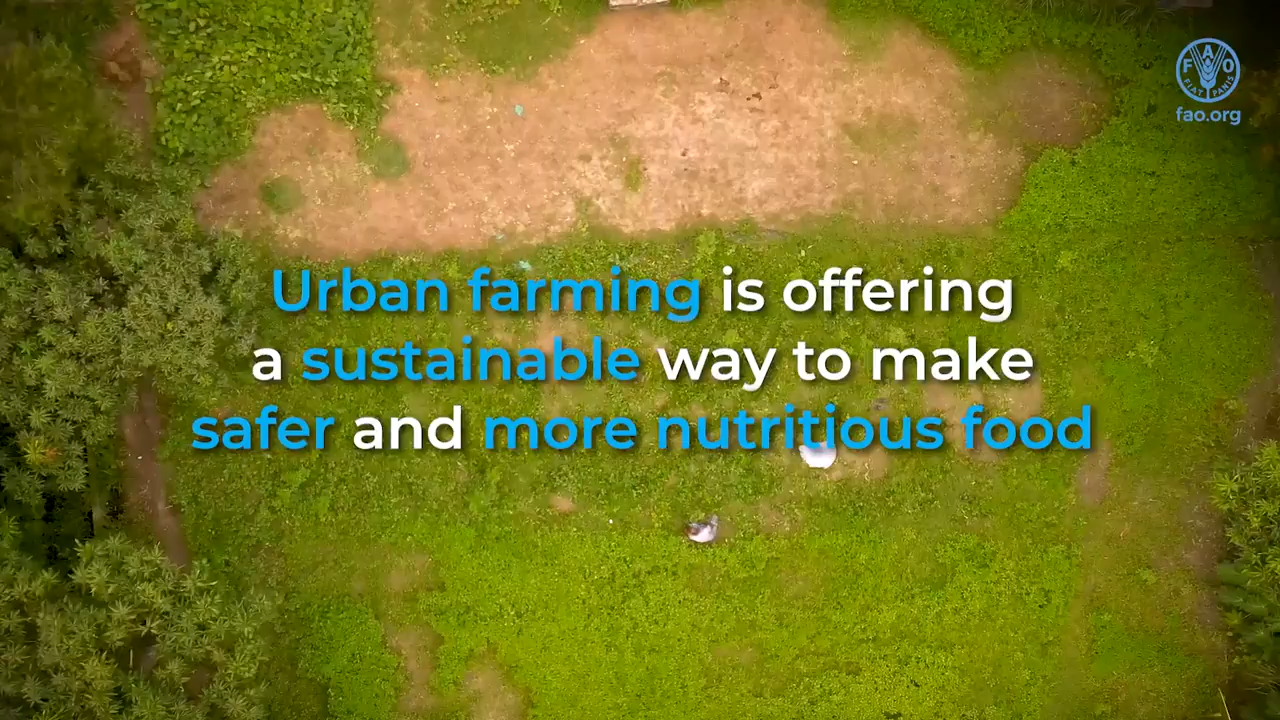 FAO
FIAT PANIS
fao.org
Urban farming is offering
a sustainable way to make
safer and more nutritious food